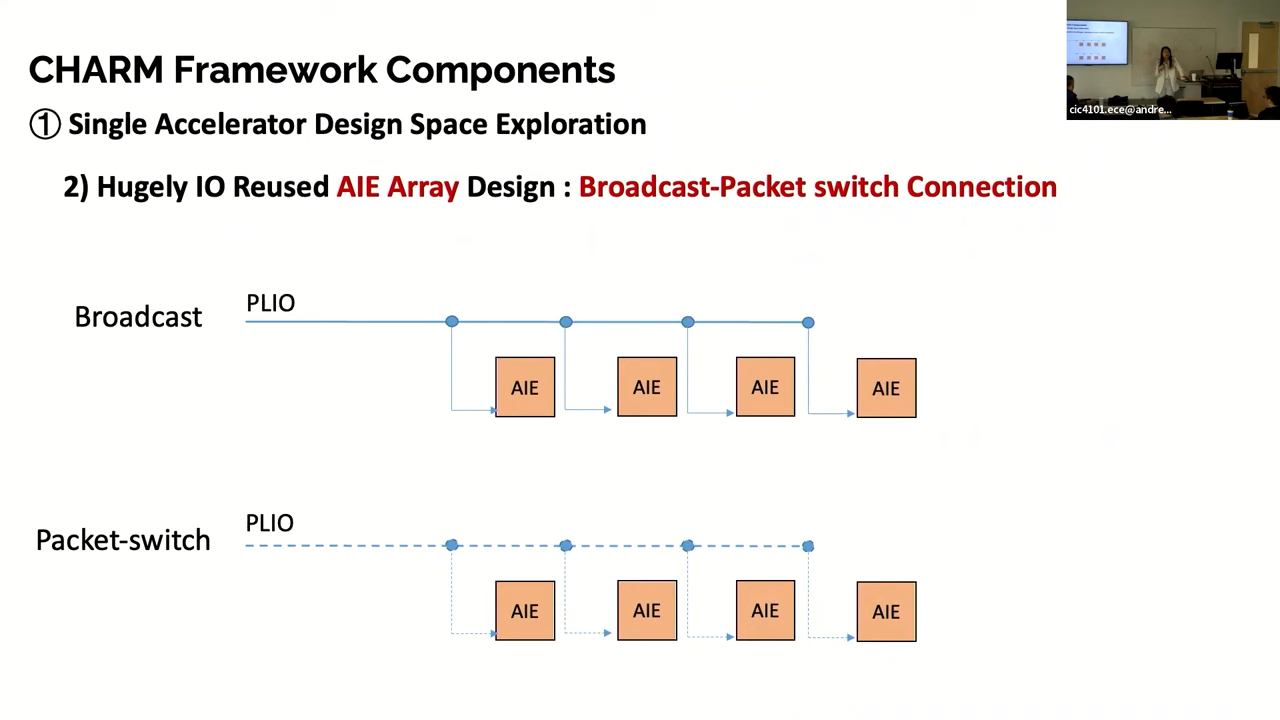 CHARM Framework Components
① Single Accelerator Design Space Exploration
2) Hugely IO Reused AIE Array Design : Broadcast-Packet switch Connection
Broadcast
PLIO
AIE
AIE
AIE
AIE
Packet-switch
PLIO
AIE
AIE
AIE
AIE
cic4101.ece@andre...